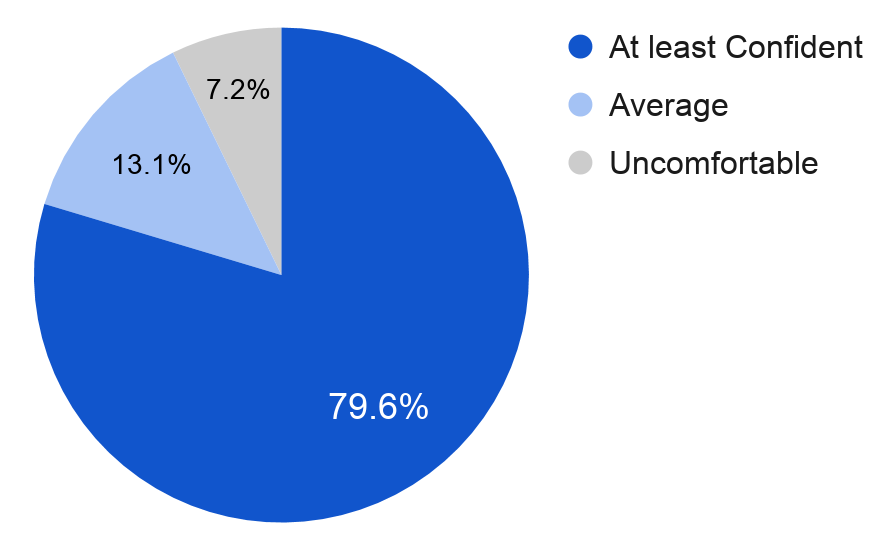 At least Confident
Average
Uncomfortable
7.2%
13.1%
79.6%